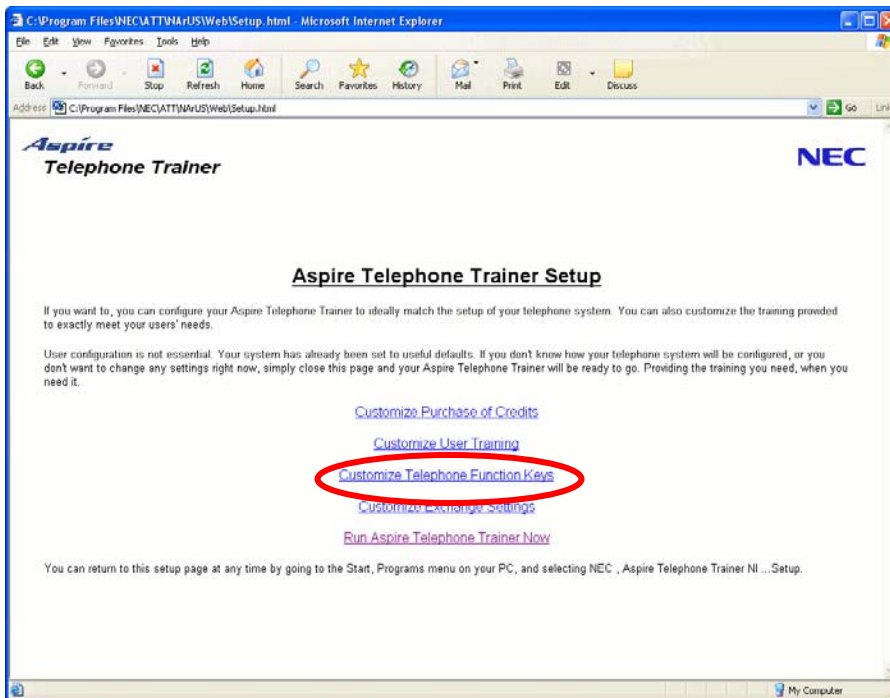 C:\Program Files\NEC\ATT\NArUS\Web\Setup.html - Microsoft Internet Explorer
File Edit View Favorites Tools Help
Back Forward Stop Refresh Home Search Favorites History Mail Print Edit Discuss
Address C:\Program Files\NEC\ATT\NArUS\Web\Setup.html Go Link
Aspire
Telephone Trainer
NEC
Aspire Telephone Trainer Setup
If you want to, you can configure your Aspire Telephone Trainer to ideally match the setup of your telephone system. You can also customize the training provided
to exactly meet your users' needs.
User configuration is not essential. Your system has already been set to useful defaults. If you don't know how your telephone system will be configured, or you
don't want to change any settings right now, simply close this page and your Aspire Telephone Trainer will be ready to go. Providing the training you need, when you
need it.
Customize Purchase of Credits
Customize User Training
Customize Telephone Function Keys
Customize Exchange Settings
Run Aspire Telephone Trainer Now
You can return to this setup page at any time by going to the Start, Programs menu on your PC, and selecting NEC , Aspire Telephone Trainer NI ...Setup.
My Computer